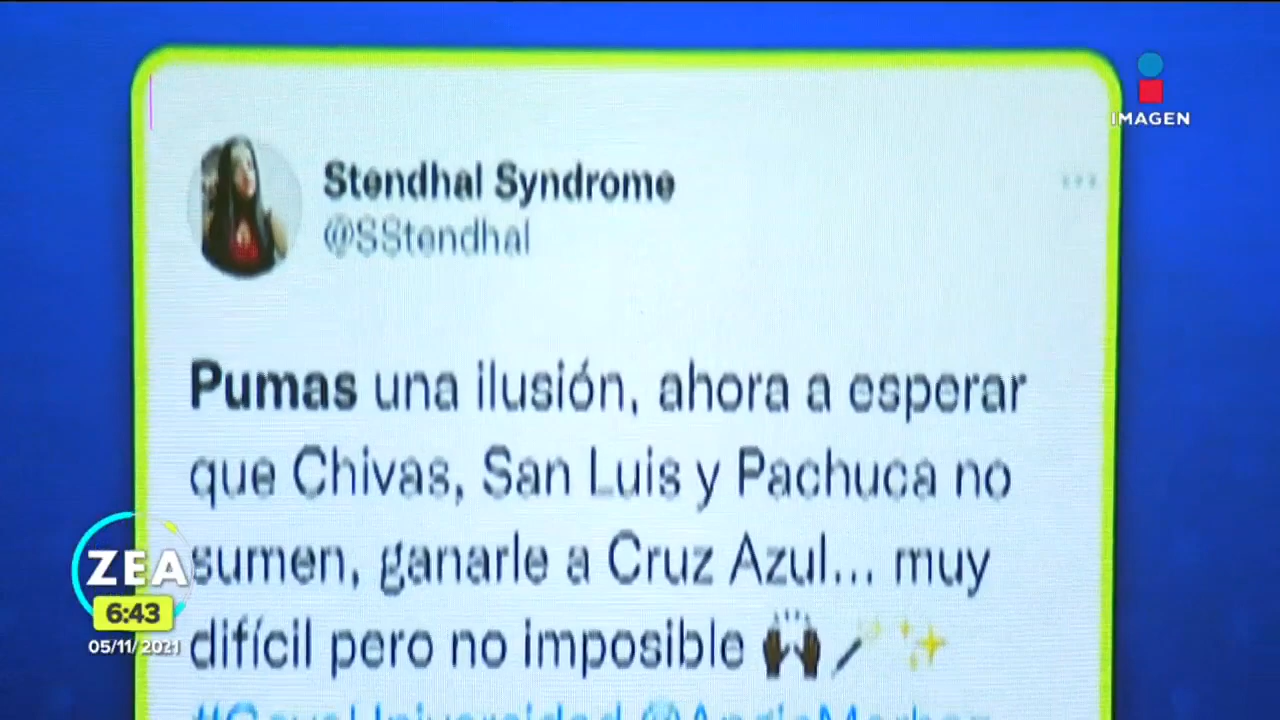 IMAGEN
Stendhal Syndrome
@SStendhal
Pumas una ilusión, ahora a esperar
que Chivas, San Luis y Pachuca no
sumen, ganarle a Cruz Azul... muy
difícil pero no imposible 🙌🏿🪄✨
ZEA
6:43
05/11/2021